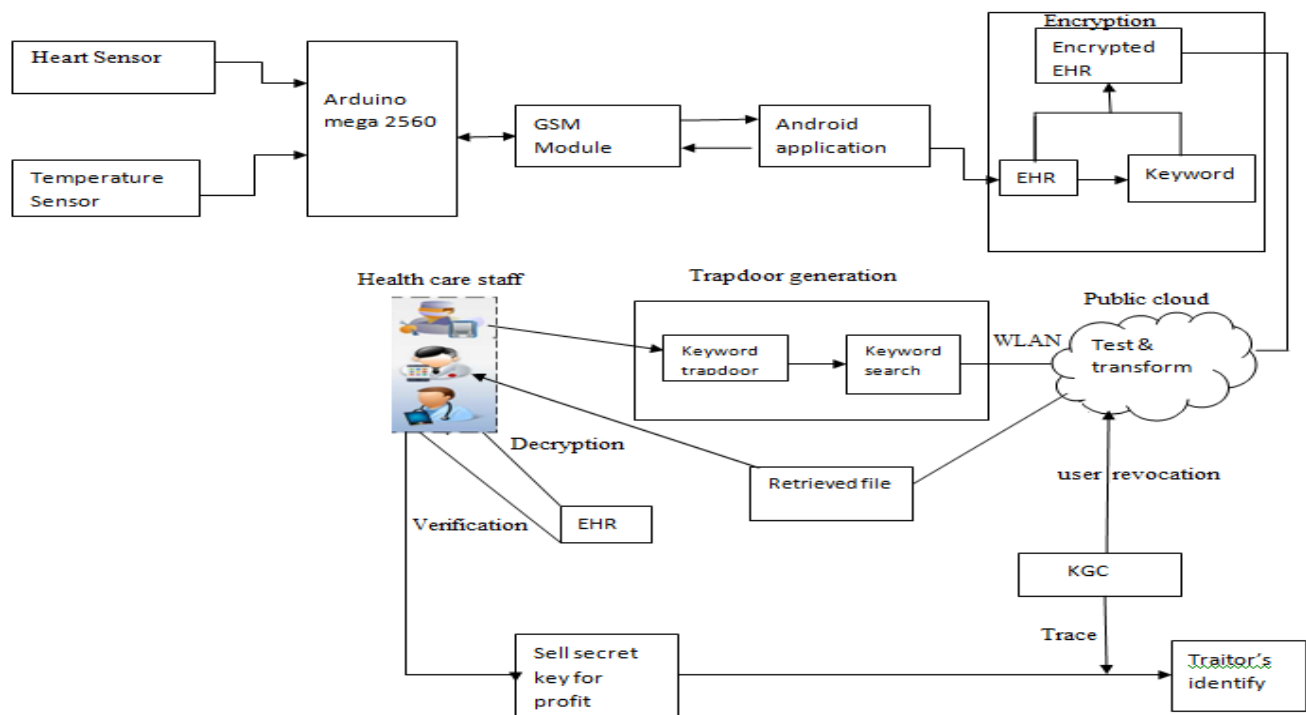 Encryption
Heart Sensor
Encrypted
EHR
Arduino
mega 2560
GSM
Module
Android
application
Temperature
Sensor
EHR
Keyword
Health care staff
Trapdoor generation
Public cloud
Keyword
trapdoor
Keyword
search
WLAN
Test &
transform
Decryption
Retrieved file
user revocation
Verification
EHR
KGC
Trace
Sell secret
key for
profit
Traitor's
identify